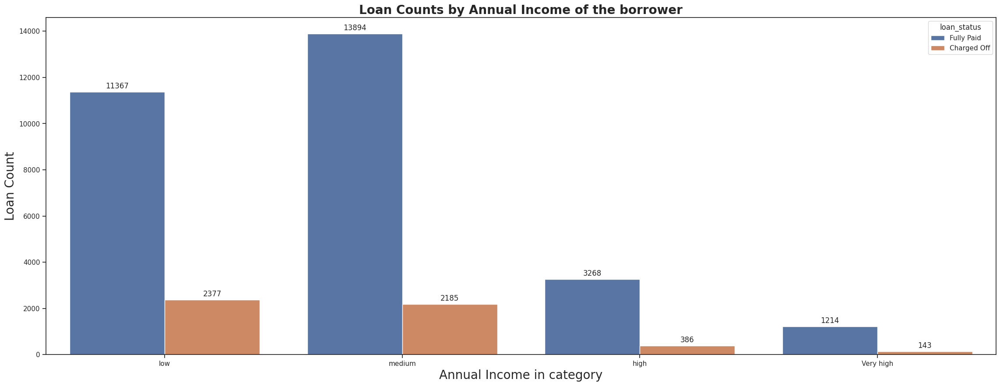 Loan Counts by Annual Income of the borrower
loan_status
Fully Paid
Charged Off
Loan Count
14000
12000
10000
8000
6000
4000
2000
0
11367
2377
13894
2185
3268
386
1214
143
low
medium
high
Very high
Annual Income in category